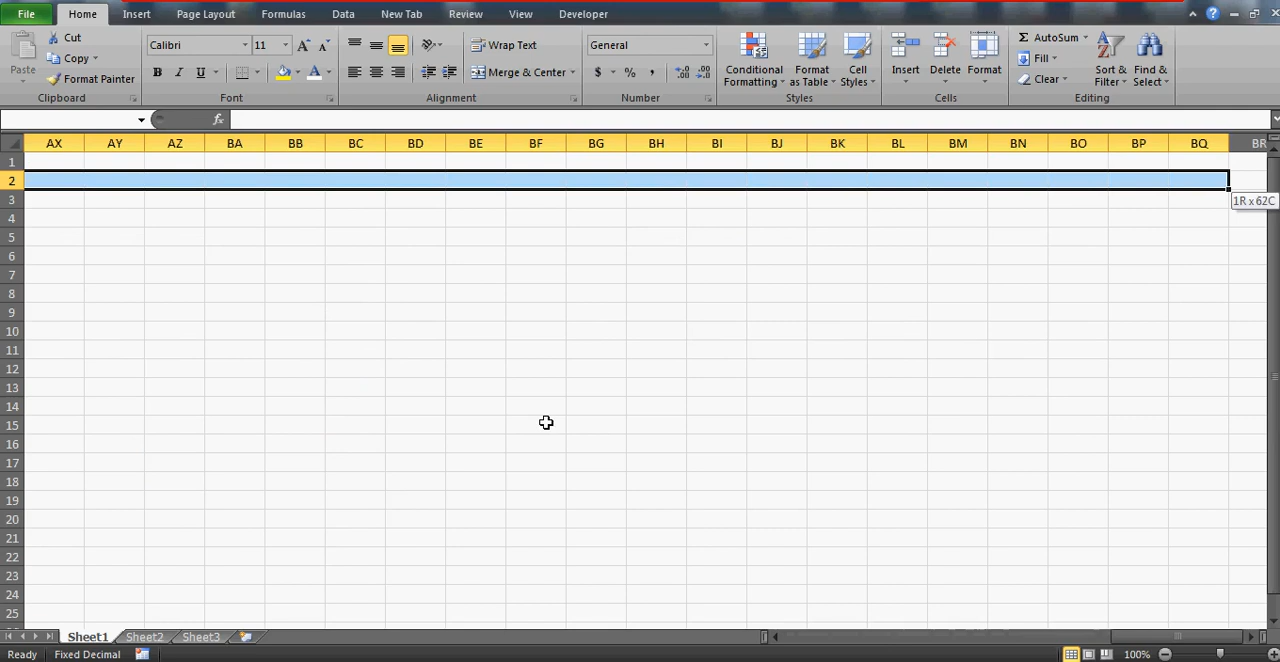 File Home Insert Page Layout Formulas Data New Tab Review View Developer
Cut
Copy
Format Painter
Paste
Clipboard
Calibri 11
B I U
Font
Wrap Text
Merge & Center
Alignment
General
$ % ,
Number
Conditional Formatting
Format as Table
Cell Styles
Styles
Insert Delete Format
Cells
Σ AutoSum
Fill
Clear
Sort & Filter
Find & Select
Editing
fx
AX AY AZ BA BB BC BD BE BF BG BH BI BJ BK BL BM BN BO BP BQ BR
1
2
3
1R x 62C
4
5
6
7
8
9
10
11
12
13
14
15
16
17
18
19
20
21
22
23
24
25
Sheet1 Sheet2 Sheet3
Ready Fixed Decimal 100%